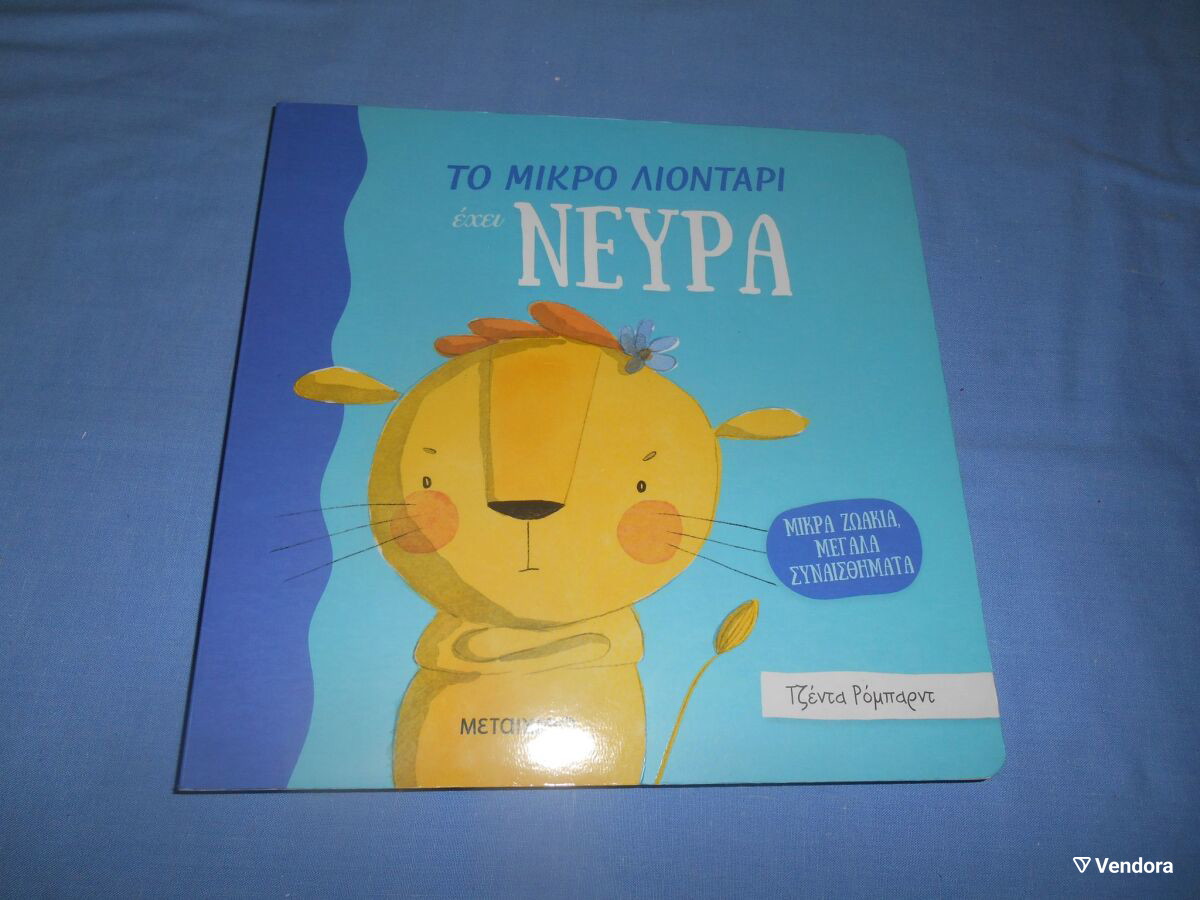 ΤΟ ΜΙΚΡΟ ΛΙΟΝΤΑΡΙ
έχει ΝΕΥΡΑ
ΜΙΚΡΑ ΖΩΑΚΙΑ,
ΜΕΓΑΛΑ
ΣΥΝΑΙΣΘΗΜΑΤΑ
Τζέντα Ρόμπαρντ
Vendora